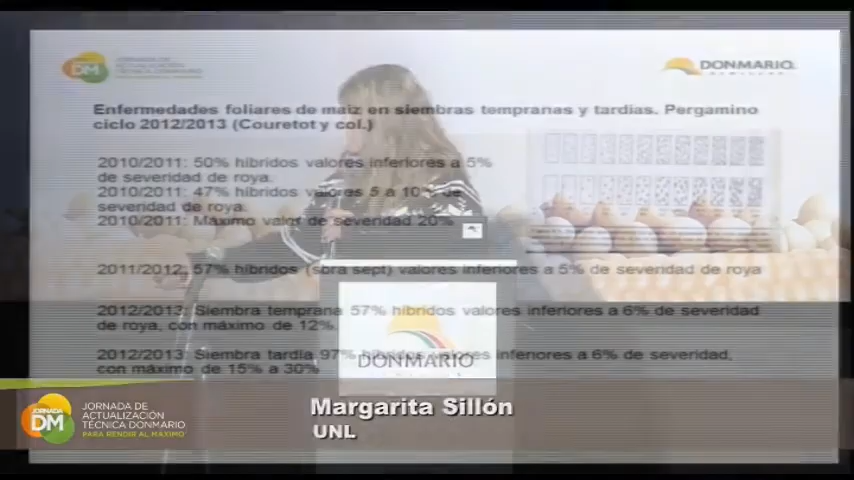 JORNADA DE
ACTUALIZACIÓN
TÉCNICA DONMARIO
DM
DONMARIO
Enfermedades foliares de maiz en siembras tempranas y tardías. Pergamino
ciclo 2012/2013 (Couretot y col.)
2010/2011: 50% híbridos valores inferiores a 5%
de severidad de roya.
2010/2011: 47% híbridos valores 5 a 10% de
severidad de roya.
2010/2011: Máximo valor de severidad 20%
2011/2012: 57% híbridos (sbra sept) valores inferiores a 5% de severidad de roya
2012/2013: Siembra temprana 57% híbridos valores inferiores a 6% de severidad
de roya, con máximo de 12%.
2012/2013: Siembra tardía 97% híbridos valores inferiores a 6% de severidad,
con máximo de 15% a 30%
DONMARIO
JORNADA
DM
JORNADA DE
ACTUALIZACIÓN
TÉCNICA DONMARIO
PARA RENDIR AL MÁXIMO
Margarita Sillón
UNL